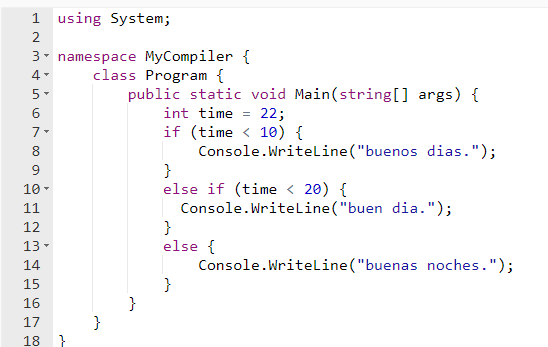 1 using System;
2
3 namespace MyCompiler {
4     class Program {
5         public static void Main(string[] args) {
6             int time = 22;
7             if (time < 10) {
8                 Console.WriteLine("buenos dias.");
9             }
10             else if (time < 20) {
11               Console.WriteLine("buen dia.");
12             }
13             else {
14                 Console.WriteLine("buenas noches.");
15             }
16         }
17     }
18 }